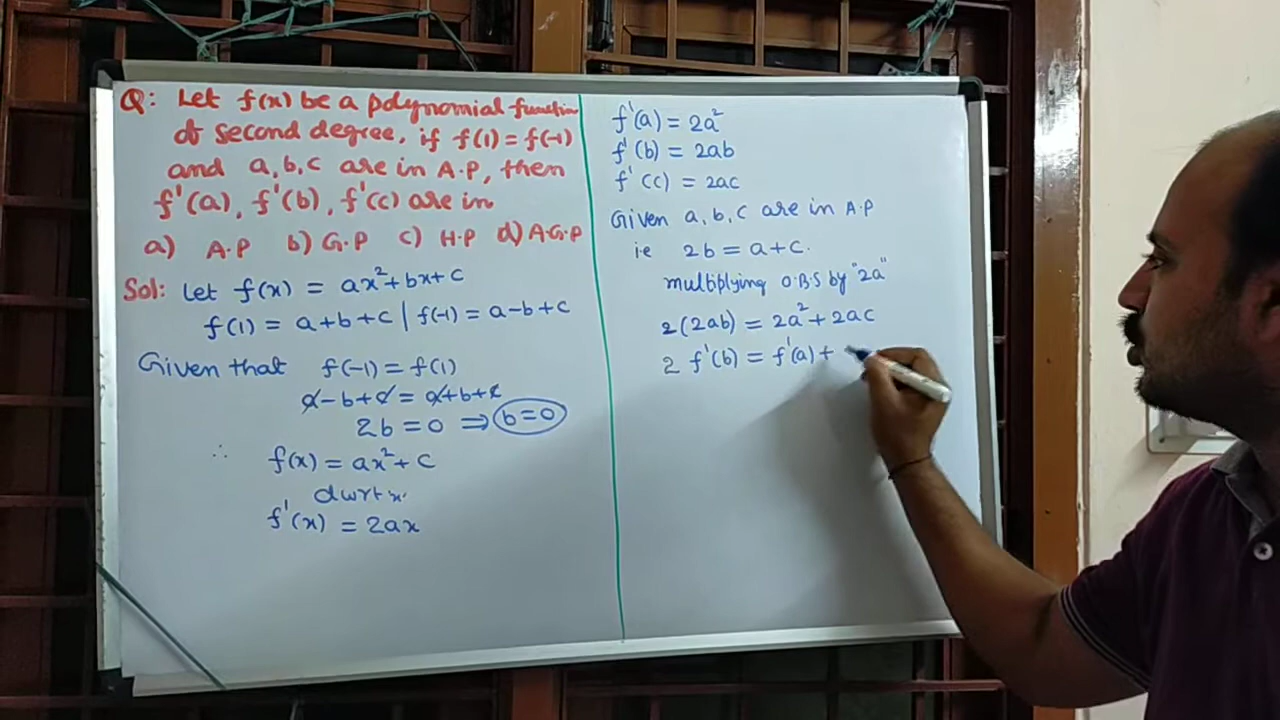 Q: Let f(x) be a polynomial function
of second degree, if f(1) = f(-1)
and a, b, c are in A.P, then
f'(a), f'(b), f'(c) are in
a) A.P b) G.P c) H.P d) A.G.P
Sol: Let f(x) = ax²+bx+c
f(1) = a+b+c | f(-1) = a-b+c
Given that f(-1) = f(1)
a-b+c = a+b+c
2b = 0 ⇒ b=0
∴ f(x) = ax²+c
dwrt x
f'(x) = 2ax
f'(a) = 2a²
f'(b) = 2ab
f'(c) = 2ac
Given a, b, c are in A.P
ie 2b = a+c.
multiplying O.B.S by "2a"
2(2ab) = 2a²+2ac
2 f'(b) = f'(a)+